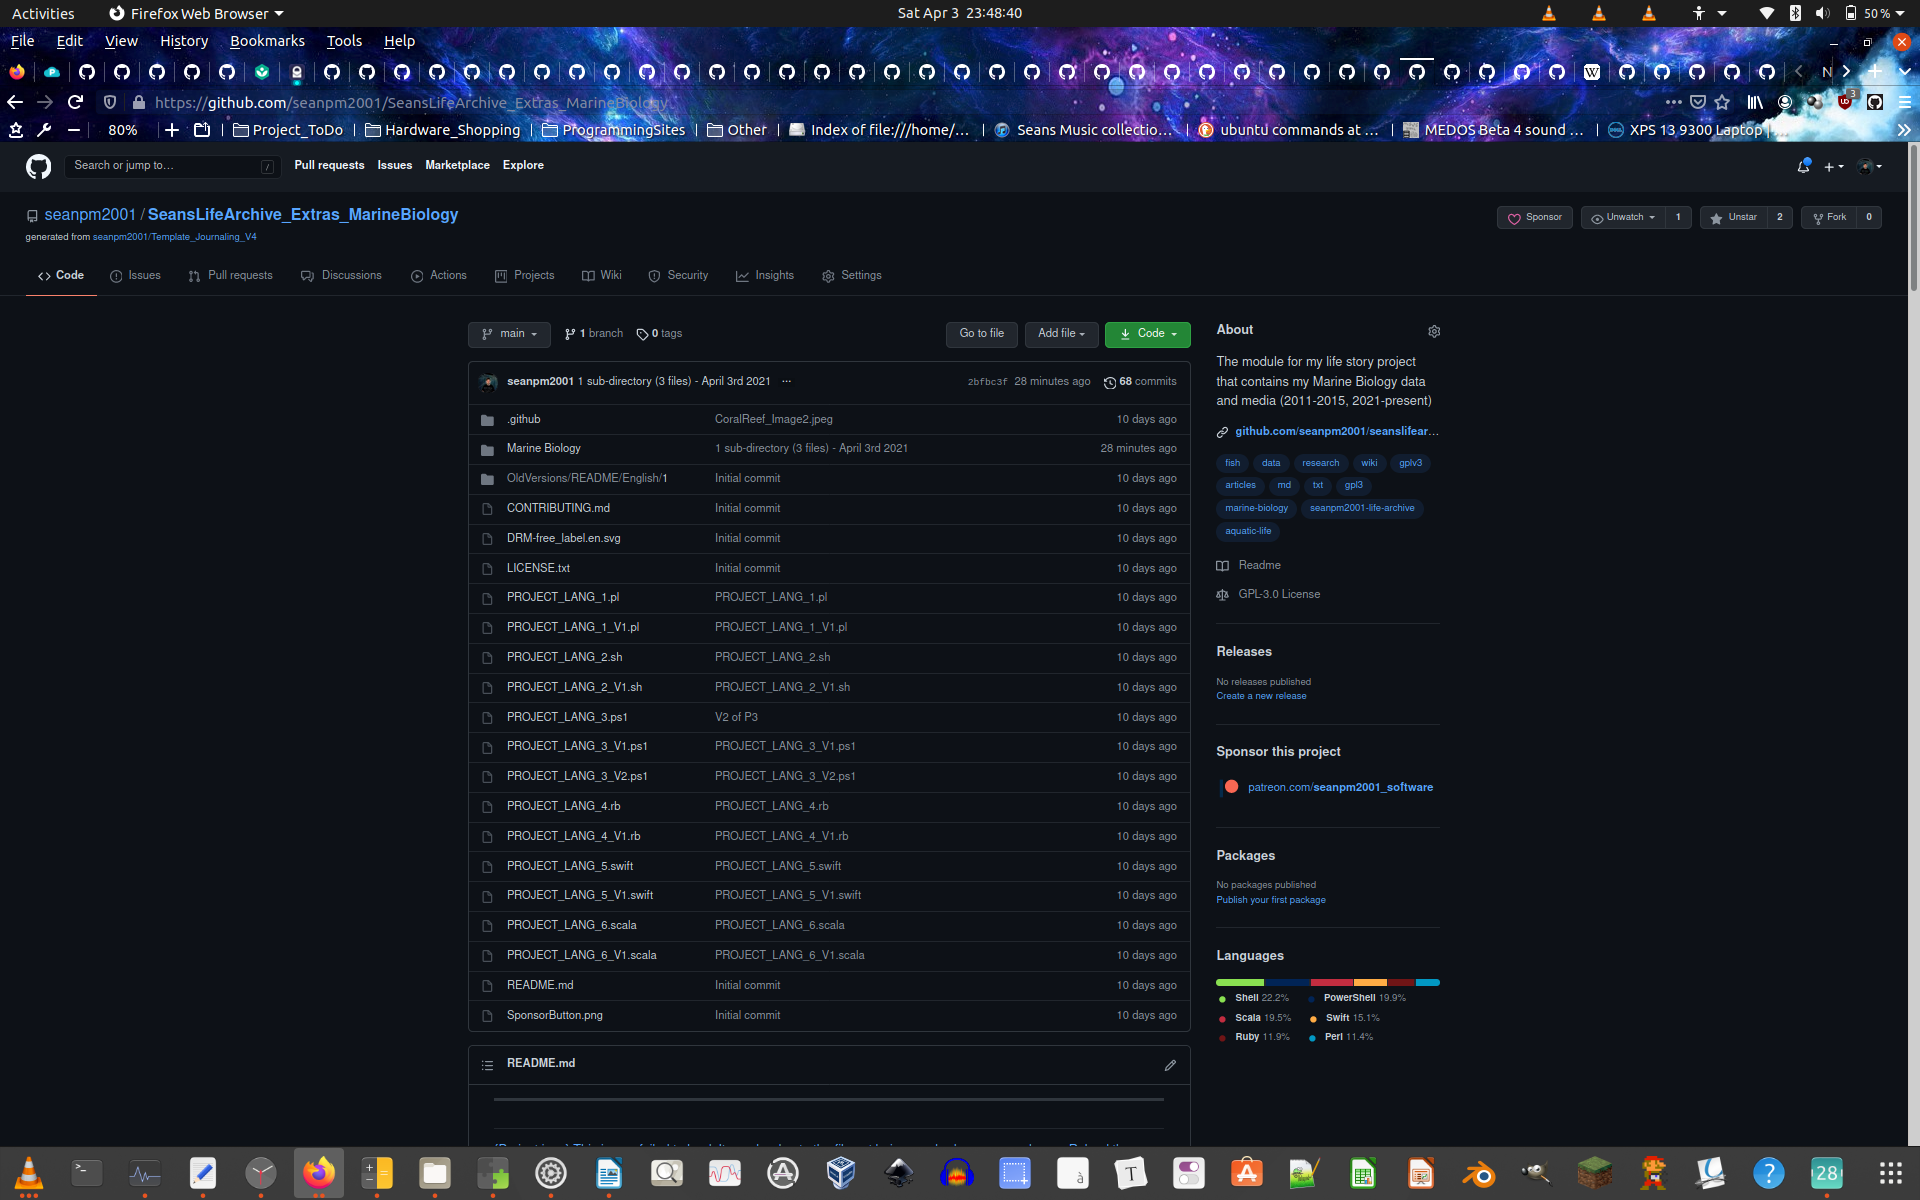 Activities Firefox Web Browser Sat Apr 3 23:48:40 50 %
File Edit View History Bookmarks Tools Help
https://github.com/seanpm2001/SeansLifeArchive_Extras_MarineBiology 3
80% Project_ToDo Hardware_Shopping ProgrammingSites Other Index of file:///home/... Seans Music collectio... ubuntu commands at ... MEDOS Beta 4 sound ... XPS 13 9300 Laptop |
Search or jump to... / Pull requests Issues Marketplace Explore
seanpm2001 / SeansLifeArchive_Extras_MarineBiology Sponsor Unwatch 1 Unstar 2 Fork 0
generated from seanpm2001/Template_Journaling_V4
Code Issues Pull requests Discussions Actions Projects Wiki Security Insights Settings
main 1 branch 0 tags Go to file Add file Code
seanpm2001 1 sub-directory (3 files) - April 3rd 2021 ... 2bfbc3f 28 minutes ago 68 commits
.github CoralReef_Image2.jpeg 10 days ago
Marine Biology 1 sub-directory (3 files) - April 3rd 2021 28 minutes ago
OldVersions/README/English/1 Initial commit 10 days ago
CONTRIBUTING.md Initial commit 10 days ago
DRM-free_label.en.svg Initial commit 10 days ago
LICENSE.txt Initial commit 10 days ago
PROJECT_LANG_1.pl PROJECT_LANG_1.pl 10 days ago
PROJECT_LANG_1_V1.pl PROJECT_LANG_1_V1.pl 10 days ago
PROJECT_LANG_2.sh PROJECT_LANG_2.sh 10 days ago
PROJECT_LANG_2_V1.sh PROJECT_LANG_2_V1.sh 10 days ago
PROJECT_LANG_3.ps1 V2 of P3 10 days ago
PROJECT_LANG_3_V1.ps1 PROJECT_LANG_3_V1.ps1 10 days ago
PROJECT_LANG_3_V2.ps1 PROJECT_LANG_3_V2.ps1 10 days ago
PROJECT_LANG_4.rb PROJECT_LANG_4.rb 10 days ago
PROJECT_LANG_4_V1.rb PROJECT_LANG_4_V1.rb 10 days ago
PROJECT_LANG_5.swift PROJECT_LANG_5.swift 10 days ago
PROJECT_LANG_5_V1.swift PROJECT_LANG_5_V1.swift 10 days ago
PROJECT_LANG_6.scala PROJECT_LANG_6.scala 10 days ago
PROJECT_LANG_6_V1.scala PROJECT_LANG_6_V1.scala 10 days ago
README.md Initial commit 10 days ago
SponsorButton.png Initial commit 10 days ago
README.md
About
The module for my life story project
that contains my Marine Biology data
and media (2011-2015, 2021-present)
github.com/seanpm2001/seanslifear...
fish data research wiki gplv3
articles md txt gpl3
marine-biology seanpm2001-life-archive
aquatic-life
Readme
GPL-3.0 License
Releases
No releases published
Create a new release
Sponsor this project
patreon.com/seanpm2001_software
Packages
No packages published
Publish your first package
Languages
Shell 22.2% PowerShell 19.9%
Scala 19.5% Swift 15.1%
Ruby 11.9% Perl 11.4%
28